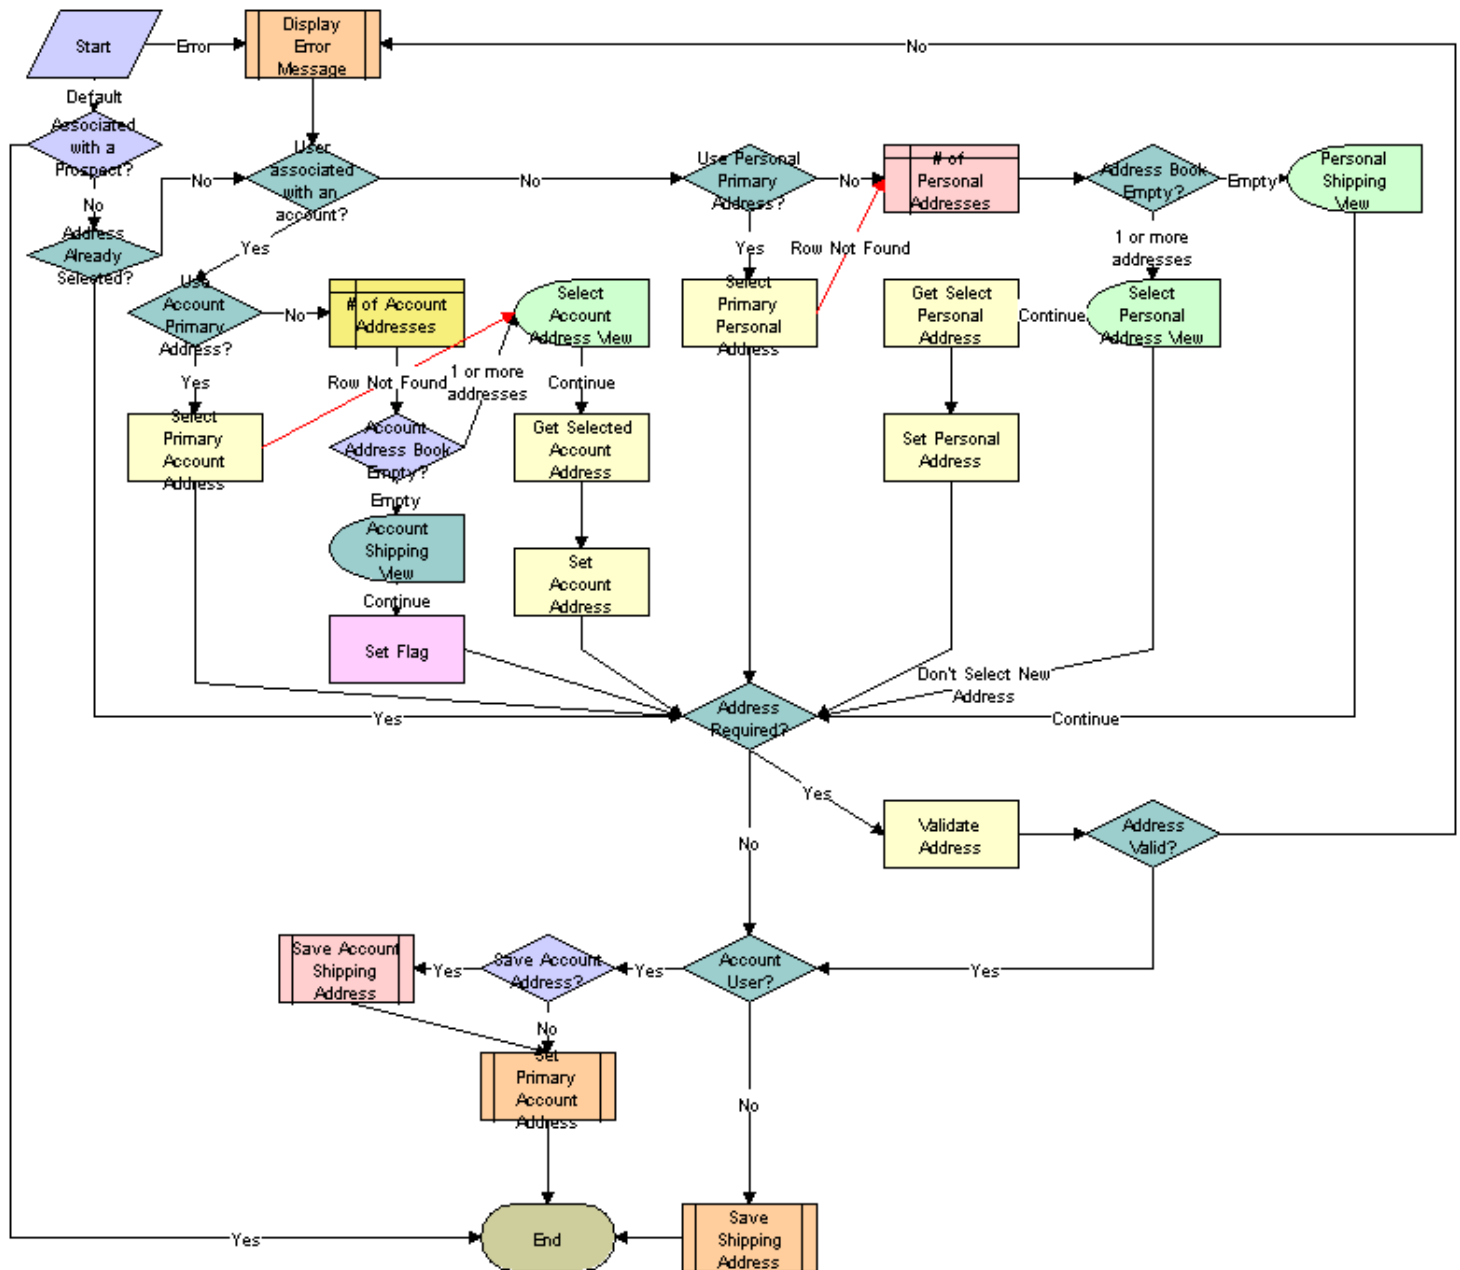 Start
Error
Display
Error
Message
No
Default
Associated
with a
Prospect?
No
Address
Already
Selected?
No
User
associated
with an
account?
No
Use Personal
Primary
Address?
No
# of
Personal
Addresses
Address Book
Empty?
Empty
Personal
Shipping
View
Yes
Use
Account
Primary
Address?
No
# of Account
Addresses
Select
Account
Address View
Yes
Row Not Found
Select
Primary
Personal
Address
1 or more
addresses
Get Select
Personal
Address
Continue
Select
Personal
Address View
Yes
Row Not Found
1 or more
addresses
Continue
Select
Primary
Account
Address
Account
Address Book
Empty?
Get Selected
Account
Address
Set Personal
Address
Empty
Account
Shipping
View
Set
Account
Address
Continue
Set Flag
Don't Select New
Address
Yes
Address
Required?
Continue
Yes
Validate
Address
Address
Valid?
No
Save Account
Shipping
Address
Yes
Save Account
Address?
Yes
Account
User?
Yes
No
Set
Primary
Account
Address
No
Yes
End
Save
Shipping
Address